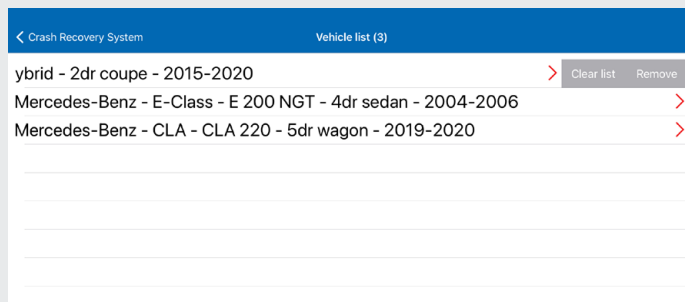 Crash Recovery System
Vehicle list (3)
ybrid - 2dr coupe - 2015-2020
Clear list
Remove
Mercedes-Benz - E-Class - E 200 NGT - 4dr sedan - 2004-2006
Mercedes-Benz - CLA - CLA 220 - 5dr wagon - 2019-2020